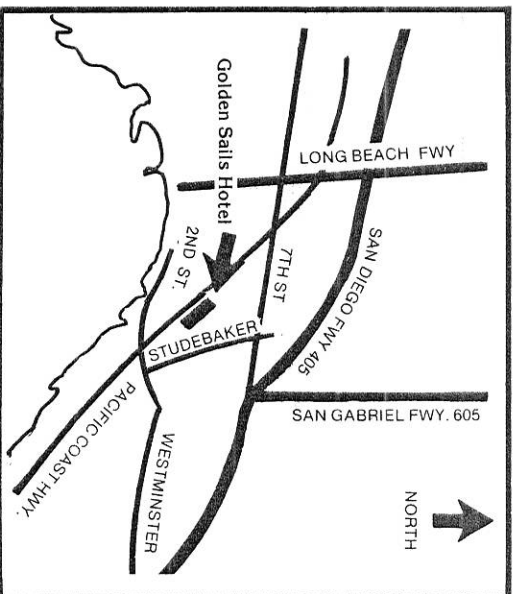 Golden Sails Hotel
LONG BEACH FWY
SAN DIEGO FWY 405
7TH ST
2ND ST.
STUDEBAKER
SAN GABRIEL FWY. 605
PACIFIC COAST HWY.
WESTMINSTER
NORTH